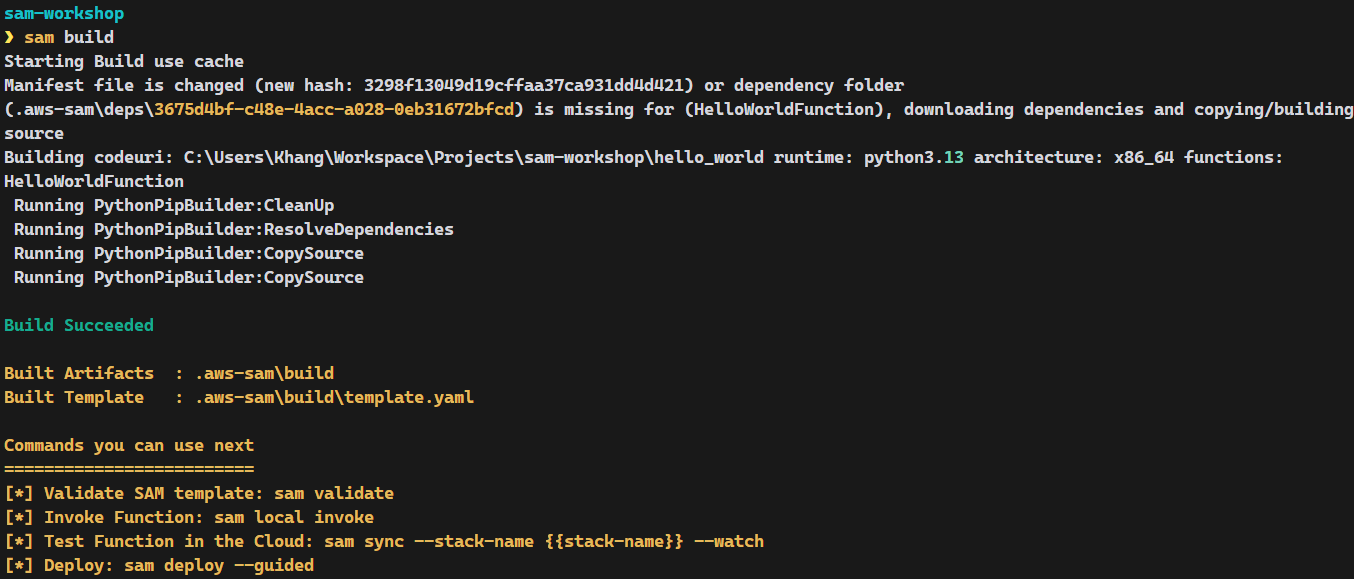 sam-workshop
❯ sam build
Starting Build use cache
Manifest file is changed (new hash: 3298f13049d19cffaa37ca931dd4d421) or dependency folder
(.aws-sam\deps\3675d4bf-c48e-4acc-a028-0eb31672bfcd) is missing for (HelloWorldFunction), downloading dependencies and copying/building
source
Building codeuri: C:\Users\Khang\Workspace\Projects\sam-workshop\hello_world runtime: python3.13 architecture: x86_64 functions:
HelloWorldFunction
 Running PythonPipBuilder:CleanUp
 Running PythonPipBuilder:ResolveDependencies
 Running PythonPipBuilder:CopySource
 Running PythonPipBuilder:CopySource

Build Succeeded

Built Artifacts  : .aws-sam\build
Built Template   : .aws-sam\build\template.yaml

Commands you can use next
=========================
[*] Validate SAM template: sam validate
[*] Invoke Function: sam local invoke
[*] Test Function in the Cloud: sam sync --stack-name {{stack-name}} --watch
[*] Deploy: sam deploy --guided